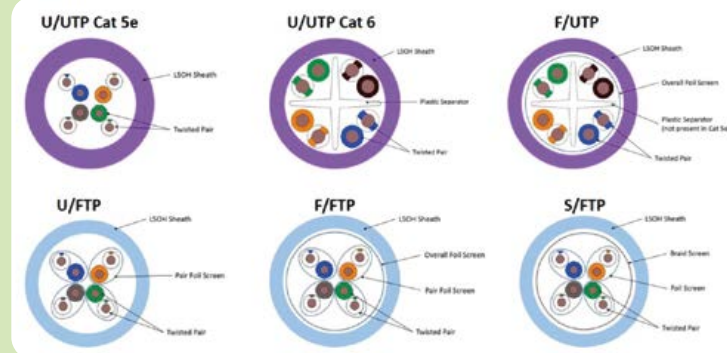 U/UTP Cat 5e
LSOH Sheath
Twisted Pair
U/UTP Cat 6
LSOH Sheath
Plastic Separator
Twisted Pair
F/UTP
LSOH Sheath
Overall Foil Screen
Plastic Separator
(not present in Cat 5e
Twisted Pair
U/FTP
LSOH Sheath
Pair Foil Screen
Twisted Pair
F/FTP
LSOH Sheath
Overall Foil Screen
Pair Foil Screen
Twisted Pair
S/FTP
LSOH Sheath
Braid Screen
Foil Screen
Twisted Pair